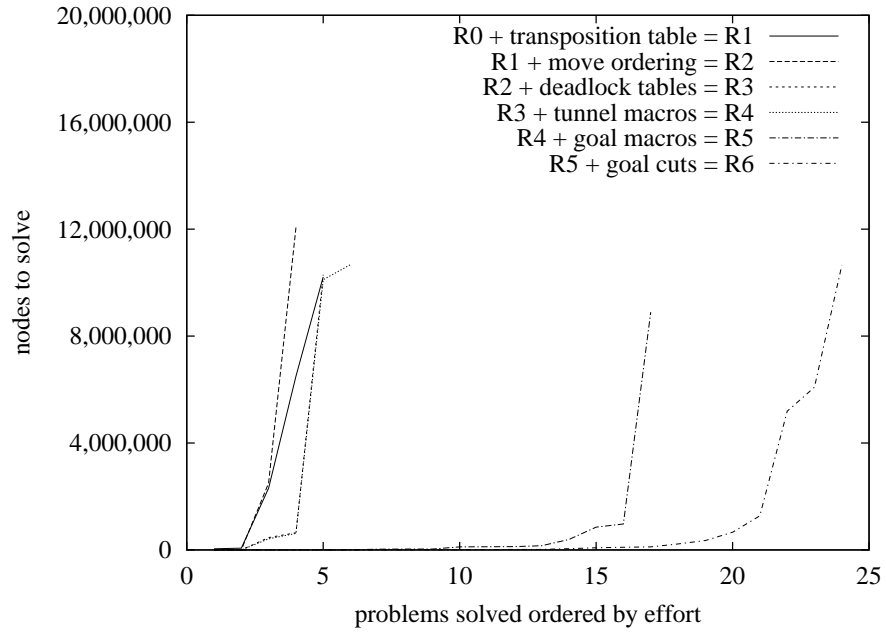 20,000,000
R0 + transposition table = R1
R1 + move ordering = R2
R2 + deadlock tables = R3
R3 + tunnel macros = R4
R4 + goal macros = R5
R5 + goal cuts = R6
16,000,000
12,000,000
8,000,000
4,000,000
0
nodes to solve
0 5 10 15 20 25
problems solved ordered by effort